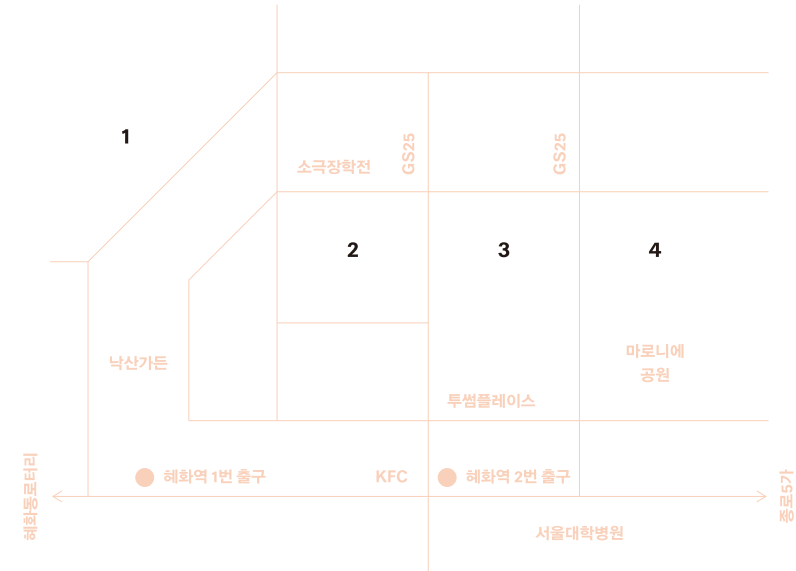 1
소극장학전
GS25
GS25
2
3
4
낙산가든
마로니에
공원
투썸플레이스
혜화동로터리
혜화역 1번 출구
KFC
혜화역 2번 출구
종로5가
서울대학병원